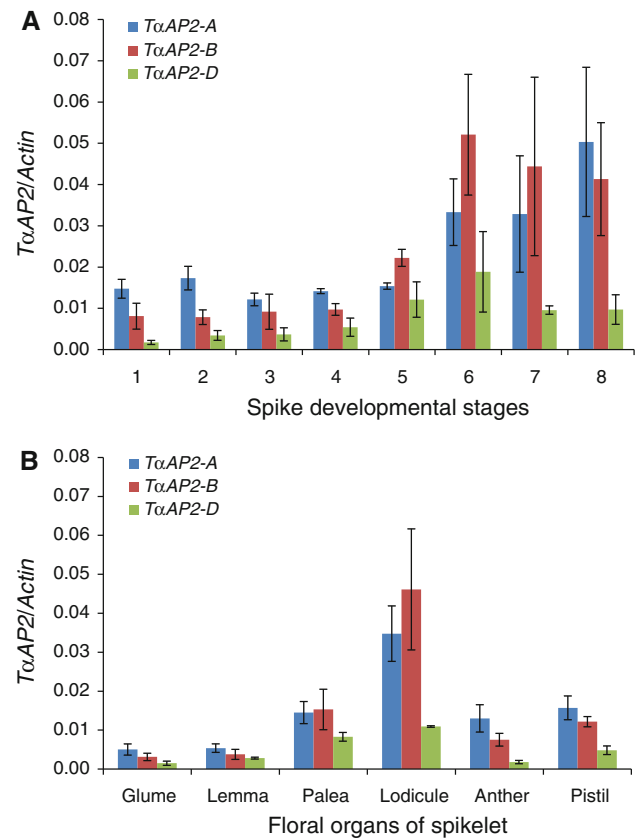 A
TαAP2-A
TαAP2-B
TαAP2-D
TαAP2/Actin
0.08
0.07
0.06
0.05
0.04
0.03
0.02
0.01
0.00
1 2 3 4 5 6 7 8
Spike developmental stages
B
TαAP2-A
TαAP2-B
TαAP2-D
TαAP2/Actin
0.08
0.07
0.06
0.05
0.04
0.03
0.02
0.01
0.00
Glume Lemma Palea Lodicule Anther Pistil
Floral organs of spikelet